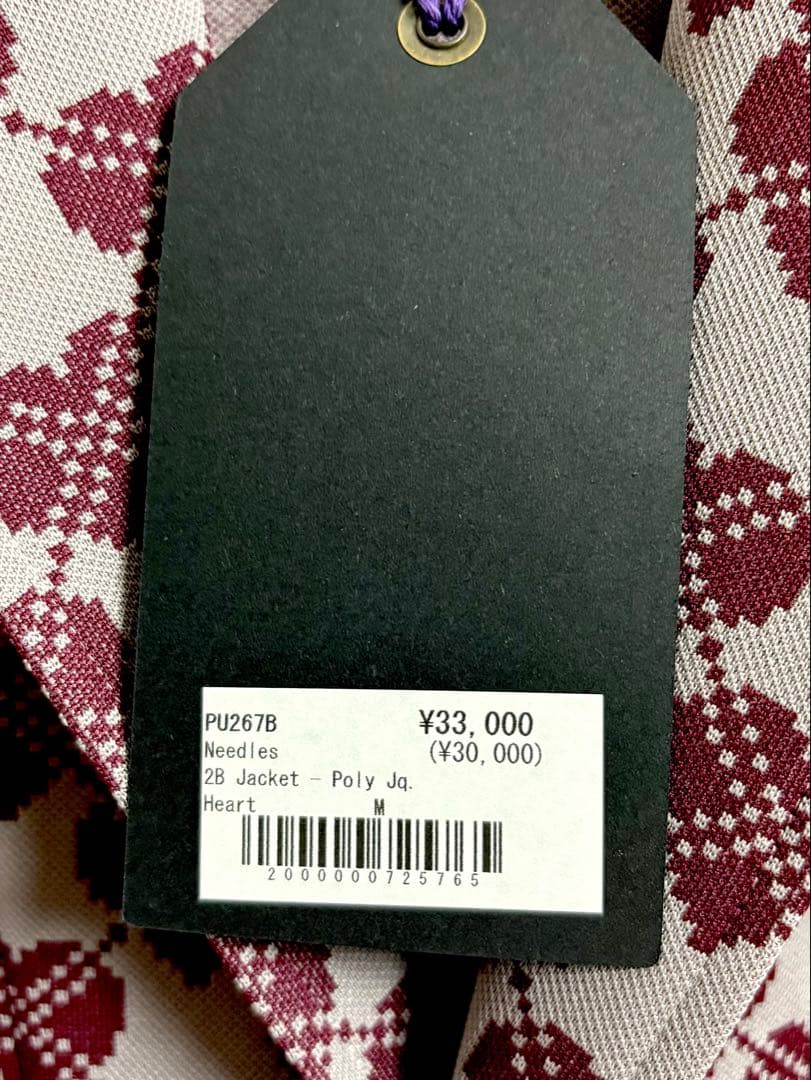 PU267B ¥33,000
Needles (¥30,000)
2B Jacket - Poly Jq.
Heart M
2000000725765